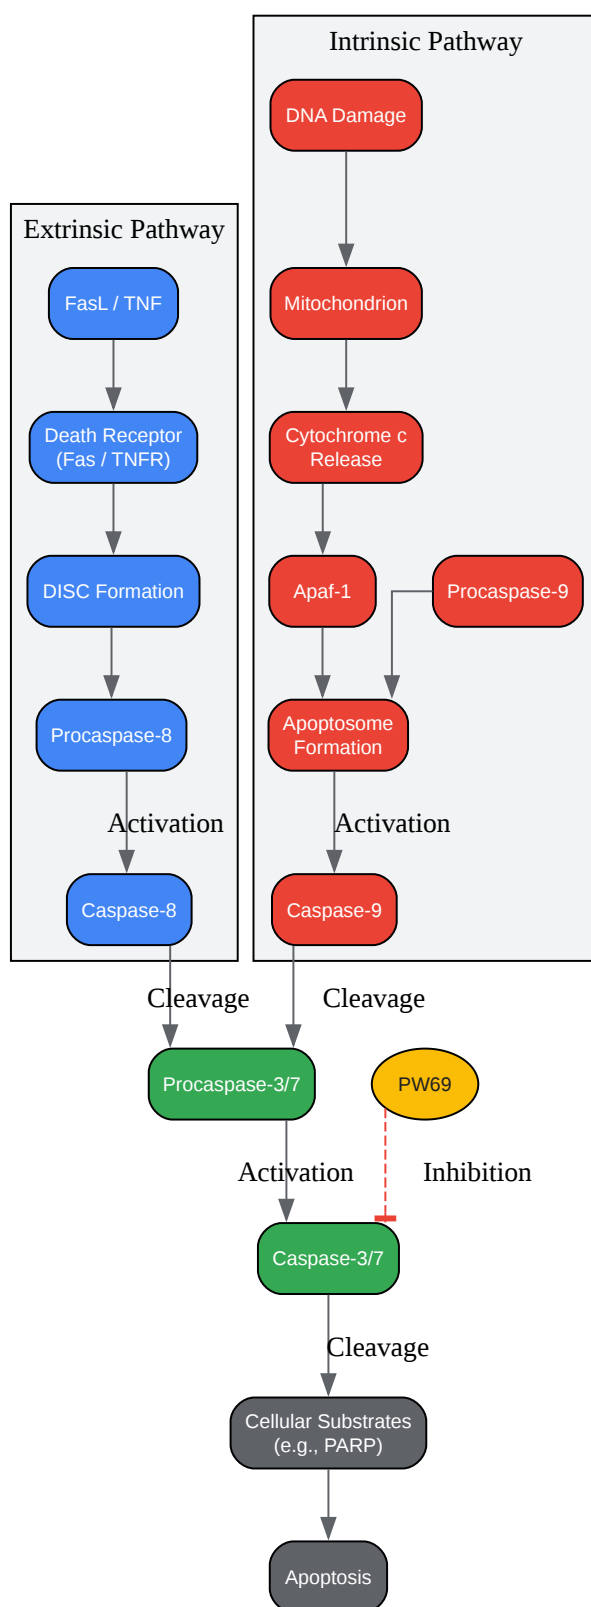 Intrinsic Pathway
DNA Damage
Extrinsic Pathway
FasL / TNF
Mitochondrion
Death Receptor
(Fas / TNFR)
Cytochrome c
Release
DISC Formation
Apaf-1
Procaspase-9
Procaspase-8
Apoptosome
Formation
Activation
Activation
Caspase-8
Caspase-9
Cleavage
Cleavage
Procaspase-3/7
PW69
Activation
Inhibition
Caspase-3/7
Cleavage
Cellular Substrates
(e.g., PARP)
Apoptosis